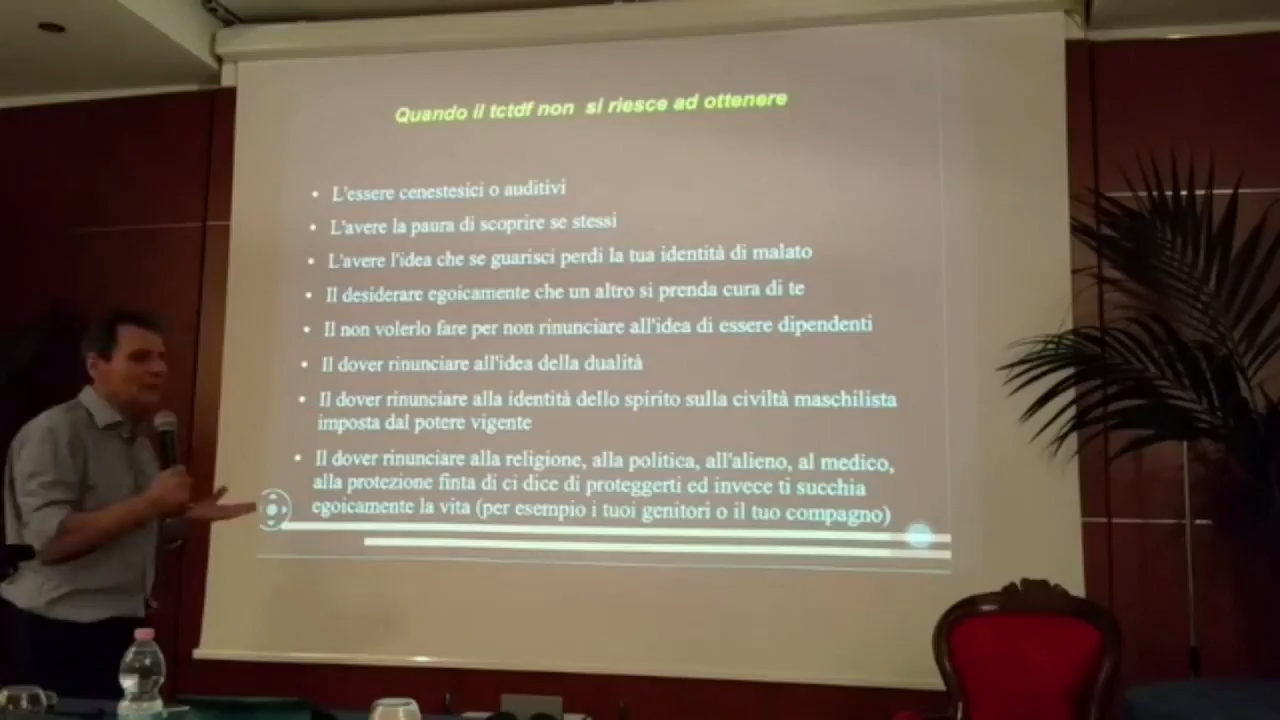 Quando il tctdf non si riesce ad ottenere
• L'essere cenestesici o auditivi
• L'avere la paura di scoprire se stessi
• L'avere l'idea che se guarisci perdi la tua identità di malato
• Il desiderare egoicamente che un altro si prenda cura di te
• Il non volerlo fare per non rinunciare all'idea di essere dipendenti
• Il dover rinunciare all'idea della dualità
• Il dover rinunciare alla identità dello spirito sulla civiltà maschilista
imposta dal potere vigente
• Il dover rinunciare alla religione, alla politica, all'alieno, al medico,
alla protezione finta di ci dice di proteggerti ed invece ti succhia
egoicamente la vita (per esempio i tuoi genitori o il tuo compagno)